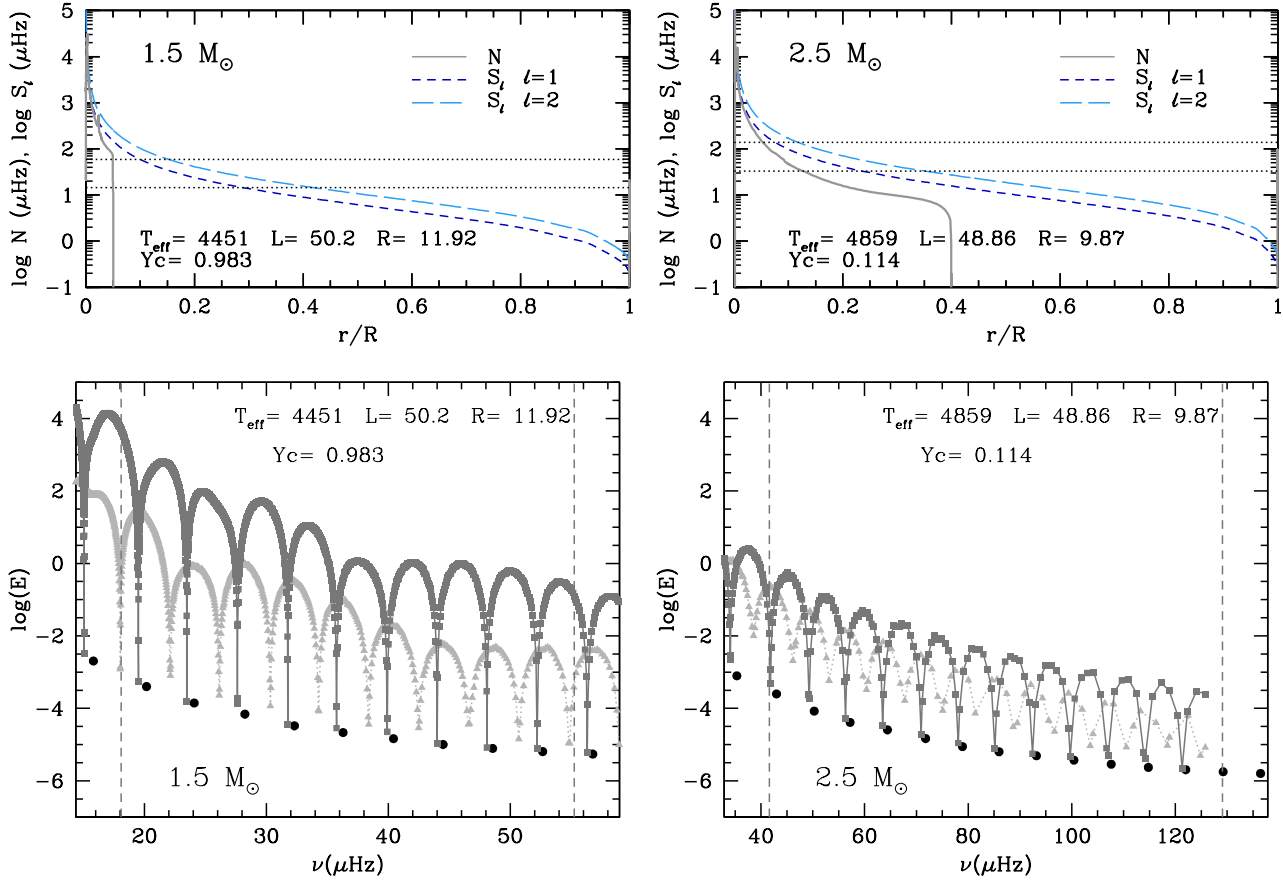 log N (μHz), log S_ℓ (μHz)
5
4
3
2
1
0
−1
1.5 M⊙
N
S_ℓ ℓ=1
S_ℓ ℓ=2
T_eff= 4451 L= 50.2 R= 11.92
Yc= 0.983
0 0.2 0.4 0.6 0.8 1
r/R
log N (μHz), log S_ℓ (μHz)
5
4
3
2
1
0
−1
2.5 M⊙
N
S_ℓ ℓ=1
S_ℓ ℓ=2
T_eff= 4859 L= 48.86 R= 9.87
Yc= 0.114
0 0.2 0.4 0.6 0.8 1
r/R
log(E)
4
2
0
−2
−4
−6
T_eff= 4451 L= 50.2 R= 11.92
Yc= 0.983
1.5 M⊙
20 30 40 50
ν(μHz)
log(E)
4
2
0
−2
−4
−6
T_eff= 4859 L= 48.86 R= 9.87
Yc= 0.114
2.5 M⊙
40 60 80 100 120
ν(μHz)